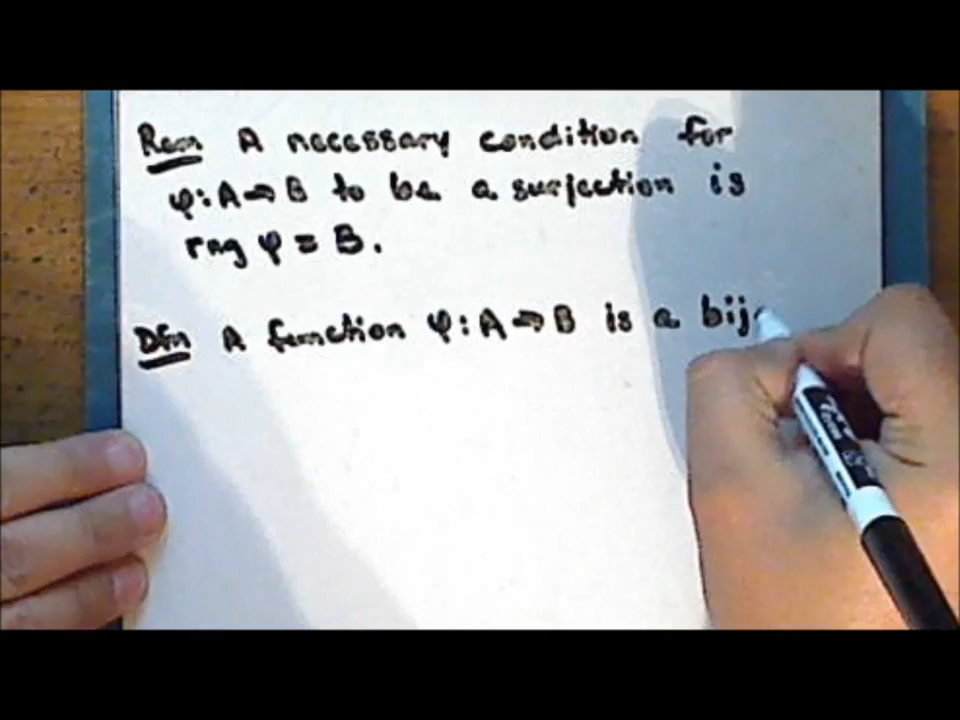 Rem A necessary condition for
φ: A → B to be a surjection is
rng φ = B.
Dfn A function φ: A → B is a bij